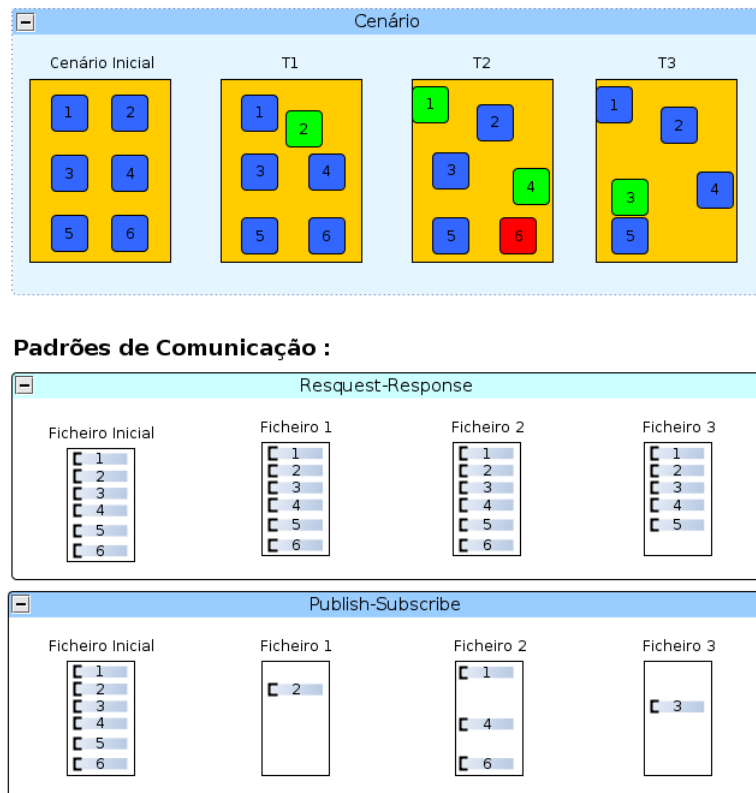 Cenário
Cenário Inicial T1 T2 T3
1 2 1 2 1 2 1 2
3 4 3 4 3 4 3 4
5 6 5 6 5 6 5
Padrões de Comunicação :
Resquest-Response
Ficheiro Inicial Ficheiro 1 Ficheiro 2 Ficheiro 3
1 1 1 1
2 2 2 2
3 3 3 3
4 4 4 4
5 5 5 5
6 6 6
Publish-Subscribe
Ficheiro Inicial Ficheiro 1 Ficheiro 2 Ficheiro 3
1 1
2 2
3 3
4 4
5
6 6